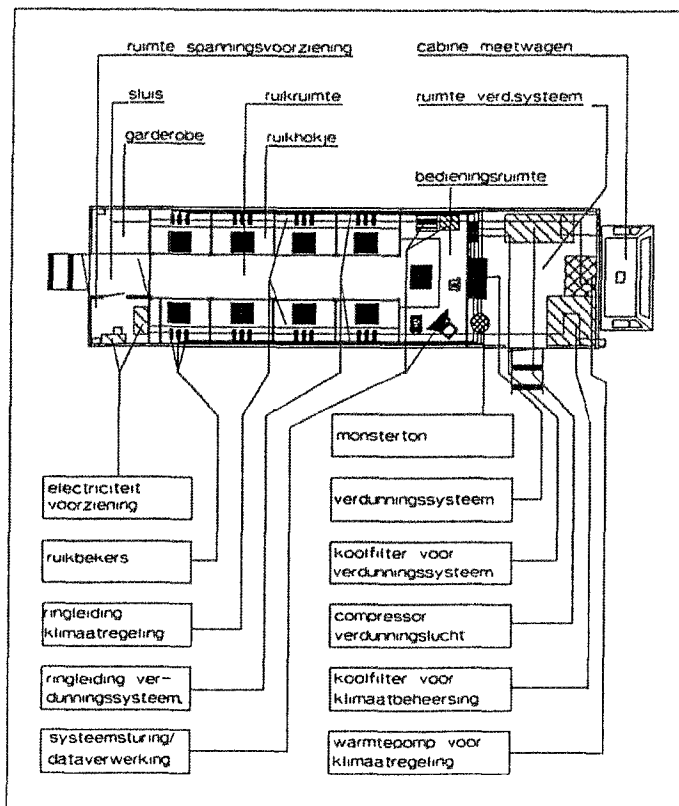 ruimte spanningsvoorziening
cabine meetwagen
sluis
ruikruimte
ruimte verd.systeem
garderobe
ruikhokje
bedieningsruimte
monsterton
electriciteit
voorziening
verdunningssysteem
ruikbekers
koolfilter voor
verdunningssysteem
ringleiding
klimaatregeling
compressor
verdunningslucht
ringleiding ver-
dunningssysteem.
koolfilter voor
klimaatbeheersing
systeemsturing/
dataverwerking
warmtepomp voor
klimaatregeling